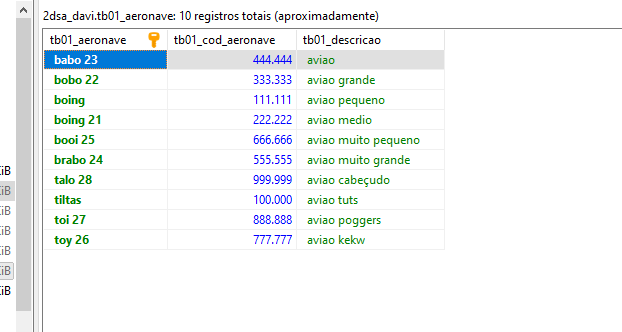 2dsa_davi.tb01_aeronave: 10 registros totais (aproximadamente)
tb01_aeronave tb01_cod_aeronave tb01_descricao
babo 23 444.444 aviao
bobo 22 333.333 aviao grande
boing 111.111 aviao pequeno
boing 21 222.222 aviao medio
booi 25 666.666 aviao muito pequeno
iB brabo 24 555.555 aviao muito grande
iB talo 28 999.999 aviao cabeçudo
iB tiltas 100.000 aviao tuts
iB toi 27 888.888 aviao poggers
iB toy 26 777.777 aviao kekw
iB
iB